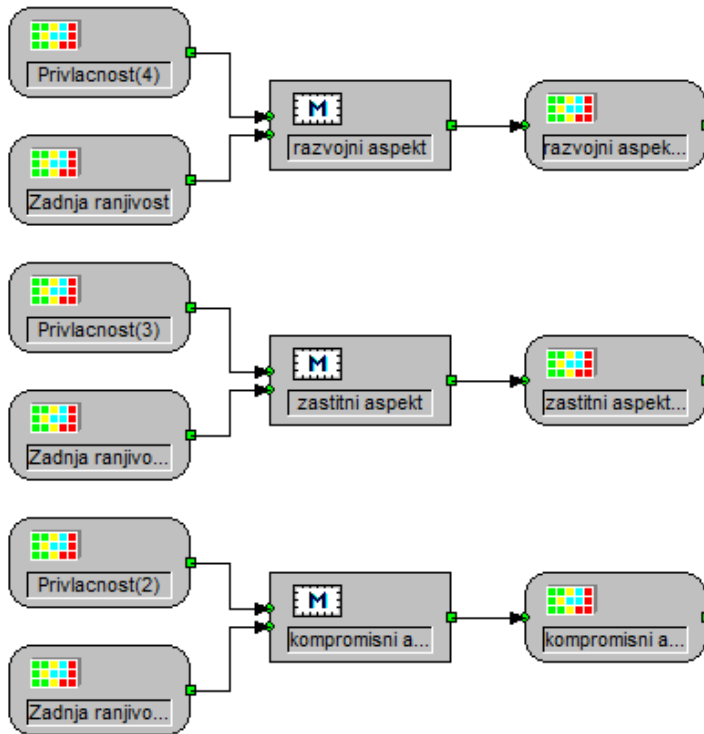 Privlacnost(4)
M
razvojni aspekt
razvojni aspek...
Zadnja ranjivost
Privlacnost(3)
M
zastitni aspekt
zastitni aspekt...
Zadnja ranjivo...
Privlacnost(2)
M
kompromisni a...
kompromisni a...
Zadnja ranjivo...